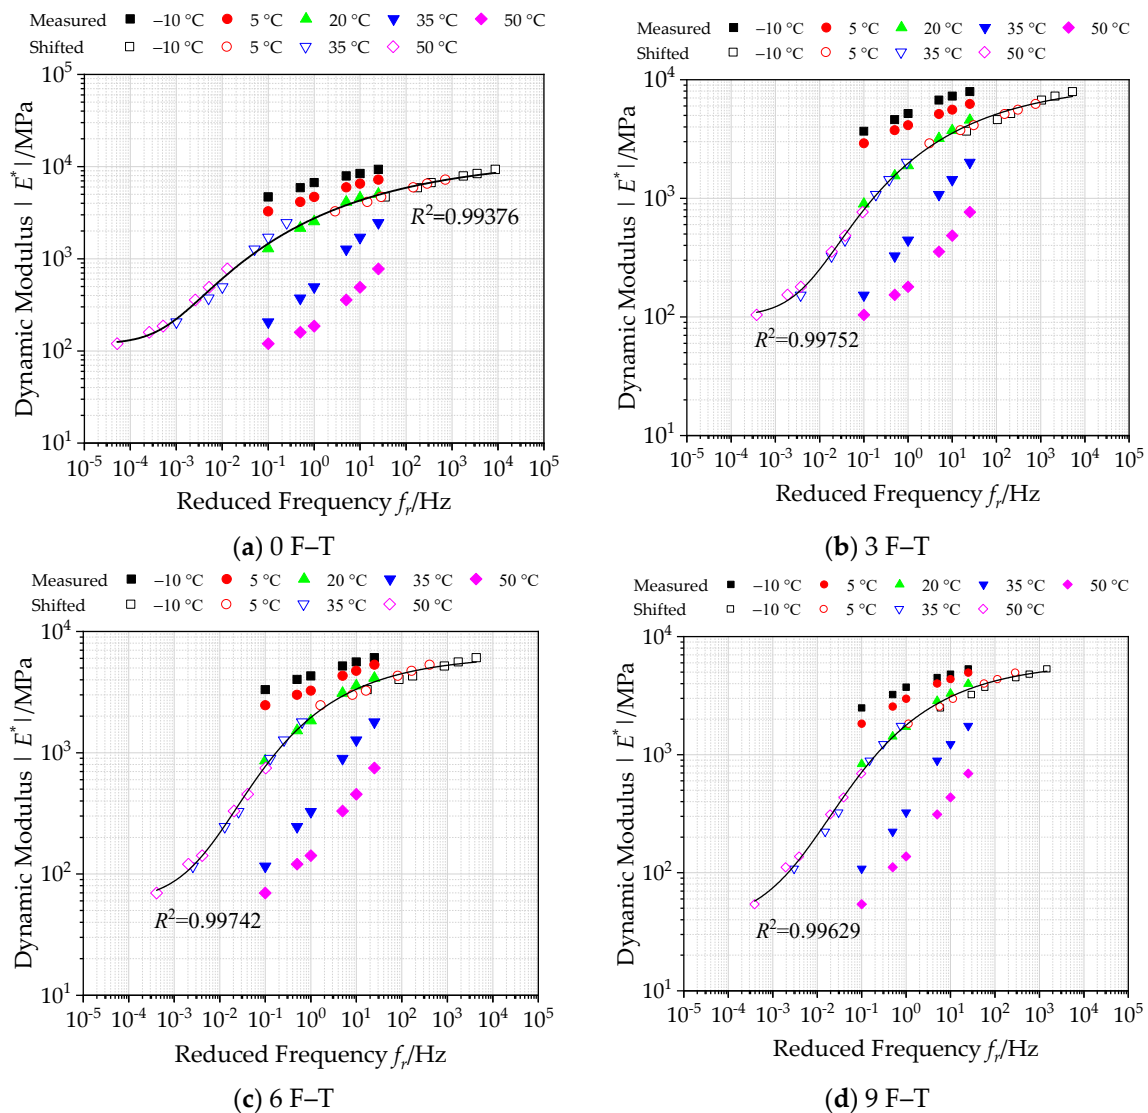 Measured −10 °C 5 °C 20 °C 35 °C 50 °C
Shifted −10 °C 5 °C 35 °C 50 °C
10^5
10^4
10^3
10^2
10^1
Dynamic Modulus | E* |/MPa
R²=0.99376
10^-5 10^-4 10^-3 10^-2 10^-1 10^0 10^1 10^2 10^3 10^4 10^5
Reduced Frequency f_r/Hz
(a) 0 F–T
Measured −10 °C 5 °C 20 °C 35 °C 50 °C
Shifted −10 °C 5 °C 35 °C 50 °C
10^4
10^3
10^2
10^1
Dynamic Modulus | E* |/MPa
R²=0.99752
10^-5 10^-4 10^-3 10^-2 10^-1 10^0 10^1 10^2 10^3 10^4 10^5
Reduced Frequency f_r/Hz
(b) 3 F–T
Measured −10 °C 5 °C 20 °C 35 °C 50 °C
Shifted −10 °C 5 °C 35 °C 50 °C
10^4
10^3
10^2
10^1
Dynamic Modulus | E* |/MPa
R²=0.99742
10^-5 10^-4 10^-3 10^-2 10^-1 10^0 10^1 10^2 10^3 10^4 10^5
Reduced Frequency f_r/Hz
(c) 6 F–T
Measured −10 °C 5 °C 20 °C 35 °C 50 °C
Shifted −10 °C 5 °C 35 °C 50 °C
10^4
10^3
10^2
10^1
Dynamic Modulus | E* |/MPa
R²=0.99629
10^-5 10^-4 10^-3 10^-2 10^-1 10^0 10^1 10^2 10^3 10^4 10^5
Reduced Frequency f_r/Hz
(d) 9 F–T